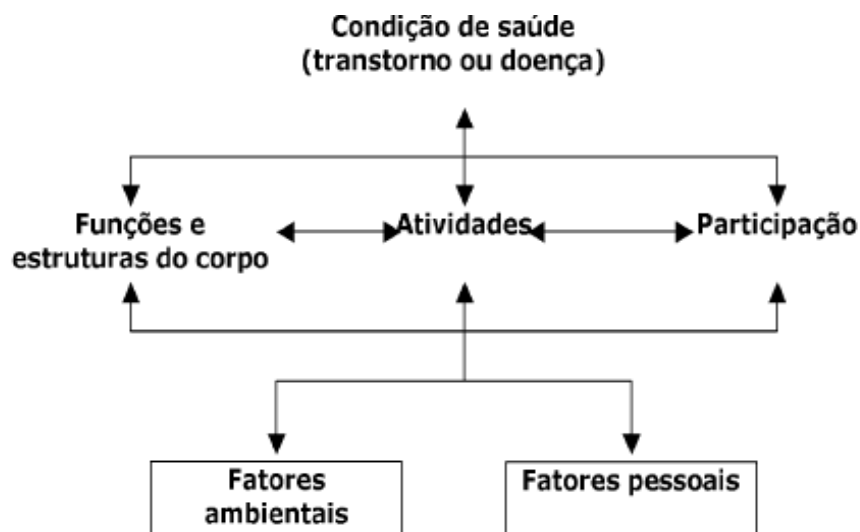 Condição de saúde
(transtorno ou doença)
Funções e
estruturas do corpo
Atividades
Participação
Fatores
ambientais
Fatores pessoais